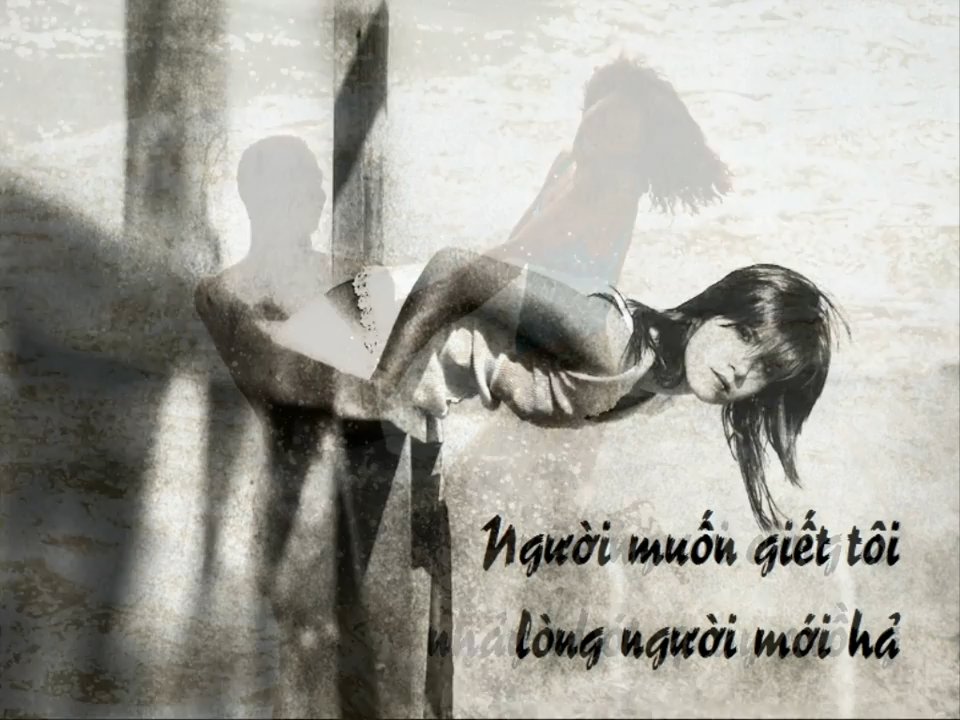 Người muốn giết tôi
lòng người mới hả